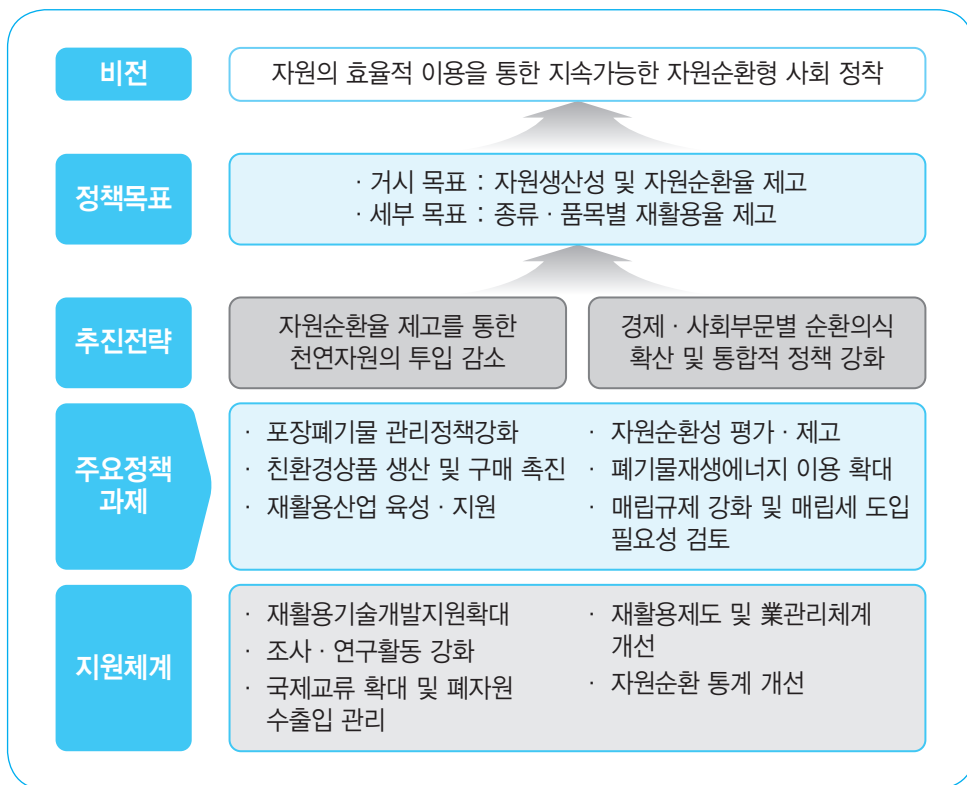 비전
자원의 효율적 이용을 통한 지속가능한 자원순환형 사회 정착
정책목표
· 거시 목표 : 자원생산성 및 자원순환율 제고
· 세부 목표 : 종류 · 품목별 재활용율 제고
추진전략
자원순환율 제고를 통한
천연자원의 투입 감소
경제 · 사회부문별 순환의식
확산 및 통합적 정책 강화
주요정책
과제
· 포장폐기물 관리정책강화
· 친환경상품 생산 및 구매 촉진
· 재활용산업 육성 · 지원
· 자원순환성 평가 · 제고
· 폐기물재생에너지 이용 확대
· 매립규제 강화 및 매립세 도입
필요성 검토
지원체계
· 재활용기술개발지원확대
· 조사 · 연구활동 강화
· 국제교류 확대 및 폐자원
수출입 관리
· 재활용제도 및 業관리체계
개선
· 자원순환 통계 개선